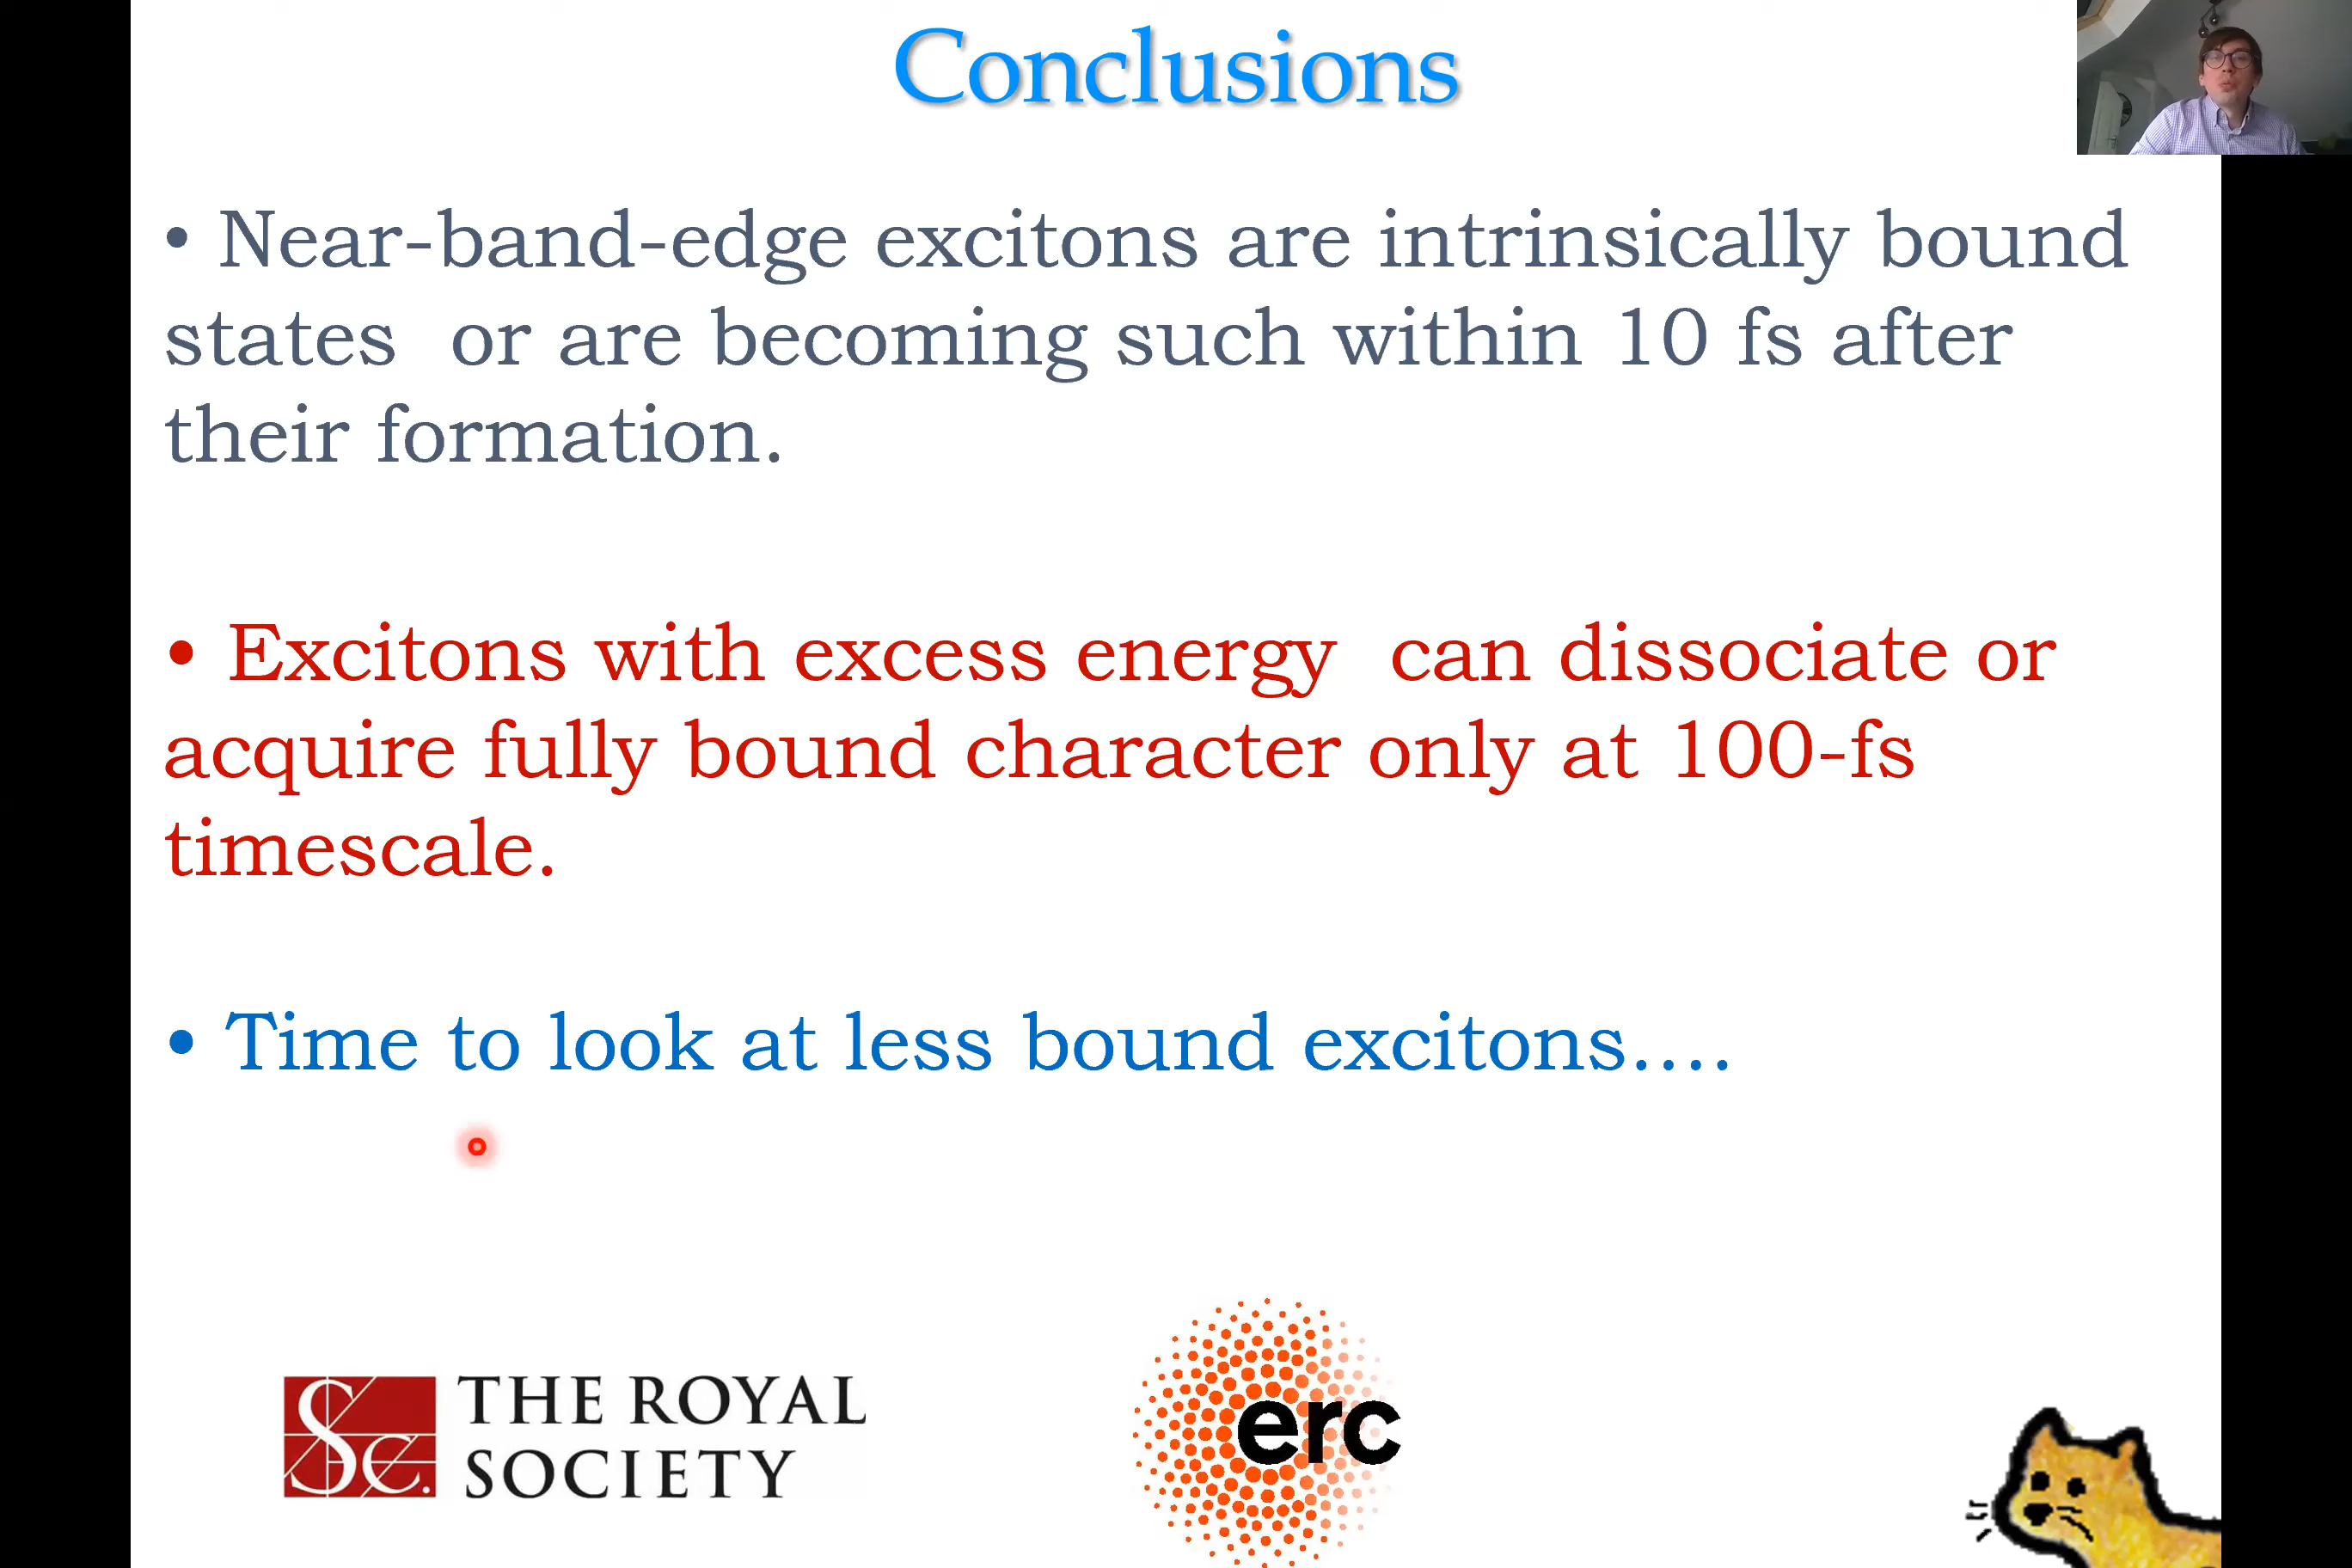 Conclusions
• Near-band-edge excitons are intrinsically bound
states or are becoming such within 10 fs after
their formation.
• Excitons with excess energy can dissociate or
acquire fully bound character only at 100-fs
timescale.
• Time to look at less bound excitons....
THE ROYAL
SOCIETY
erc